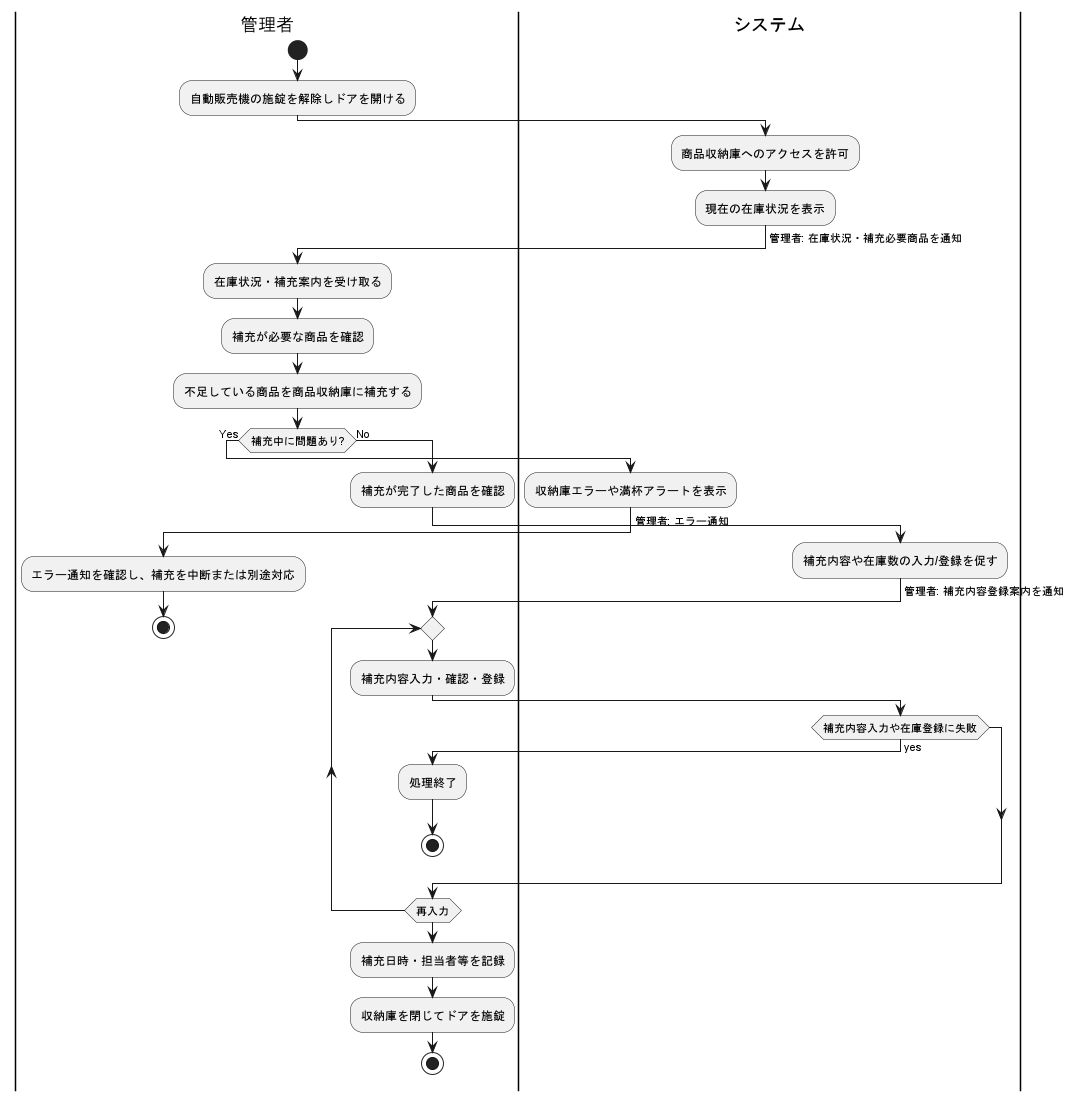 管理者
システム
自動販売機の施錠を解除しドアを開ける
商品収納庫へのアクセスを許可
現在の在庫状況を表示
管理者: 在庫状況・補充必要商品を通知
在庫状況・補充案内を受け取る
補充が必要な商品を確認
不足している商品を商品収納庫に補充する
Yes
補充中に問題あり?
No
補充が完了した商品を確認
収納庫エラーや満杯アラートを表示
管理者: エラー通知
補充内容や在庫数の入力/登録を促す
エラー通知を確認し、補充を中断または別途対応
管理者: 補充内容登録案内を通知
補充内容入力・確認・登録
補充内容入力や在庫登録に失敗
yes
処理終了
再入力
補充日時・担当者等を記録
収納庫を閉じてドアを施錠